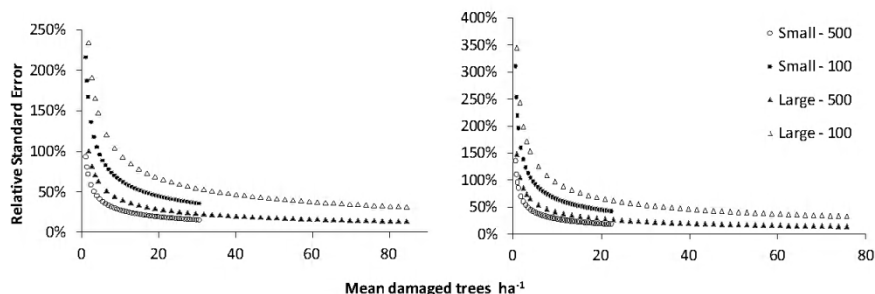 250%
200%
150%
100%
50%
0%
0 20 40 60 80
Relative Standard Error
400%
350%
300%
250%
200%
150%
100%
50%
0%
0 20 40 60 80
Small - 500
Small - 100
Large - 500
Large - 100
Mean damaged trees ha⁻¹